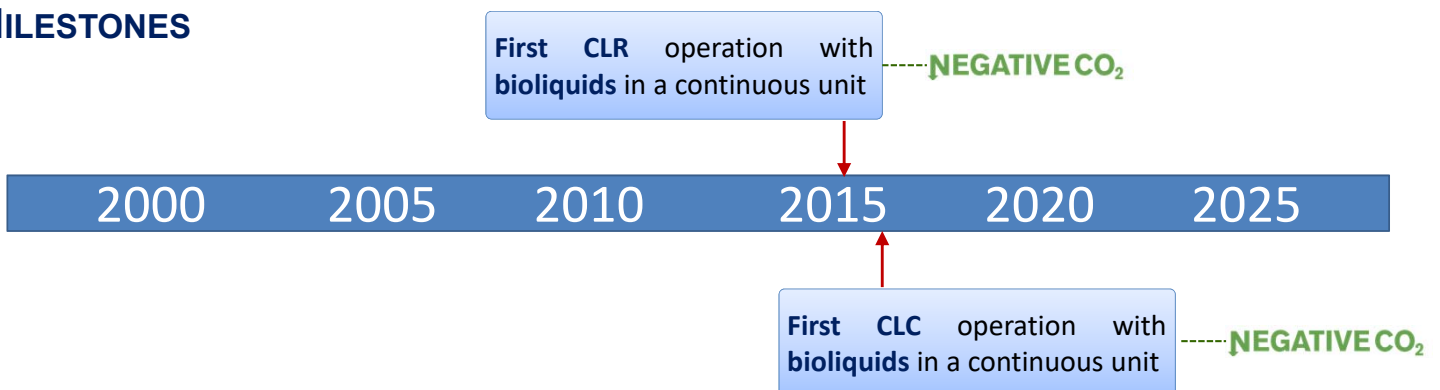 MILESTONES
First CLR operation with
bioliquids in a continuous unit
NEGATIVE CO₂
2000 2005 2010 2015 2020 2025
First CLC operation with
bioliquids in a continuous unit
NEGATIVE CO₂